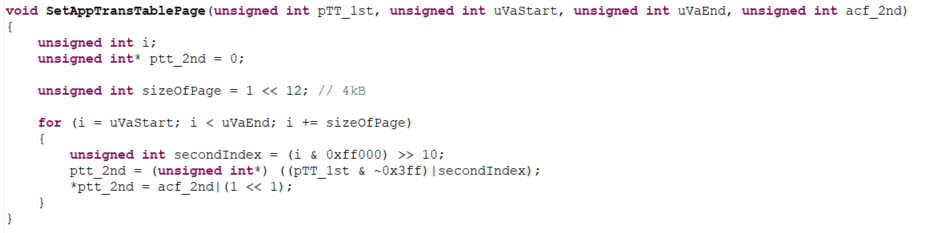 void SetAppTransTablePage(unsigned int pTT_1st, unsigned int uVaStart, unsigned int uVaEnd, unsigned int acf_2nd)
{
    unsigned int i;
    unsigned int* ptt_2nd = 0;

    unsigned int sizeOfPage = 1 << 12; // 4kB

    for (i = uVaStart; i < uVaEnd; i += sizeOfPage)
    {
        unsigned int secondIndex = (i & 0xff000) >> 10;
        ptt_2nd = (unsigned int*) ((pTT_1st & ~0x3ff)|secondIndex);
        *ptt_2nd = acf_2nd|(1 << 1);
    }
}